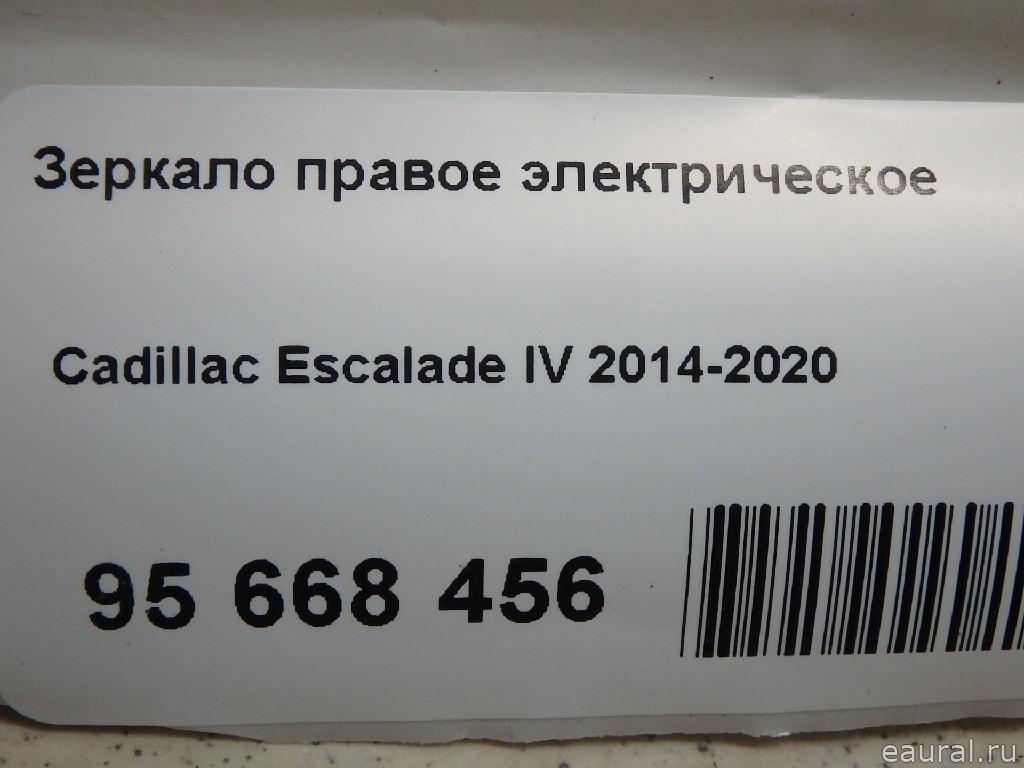 Зеркало правое электрическое
Cadillac Escalade IV 2014-2020
95 668 456
eaural.ru